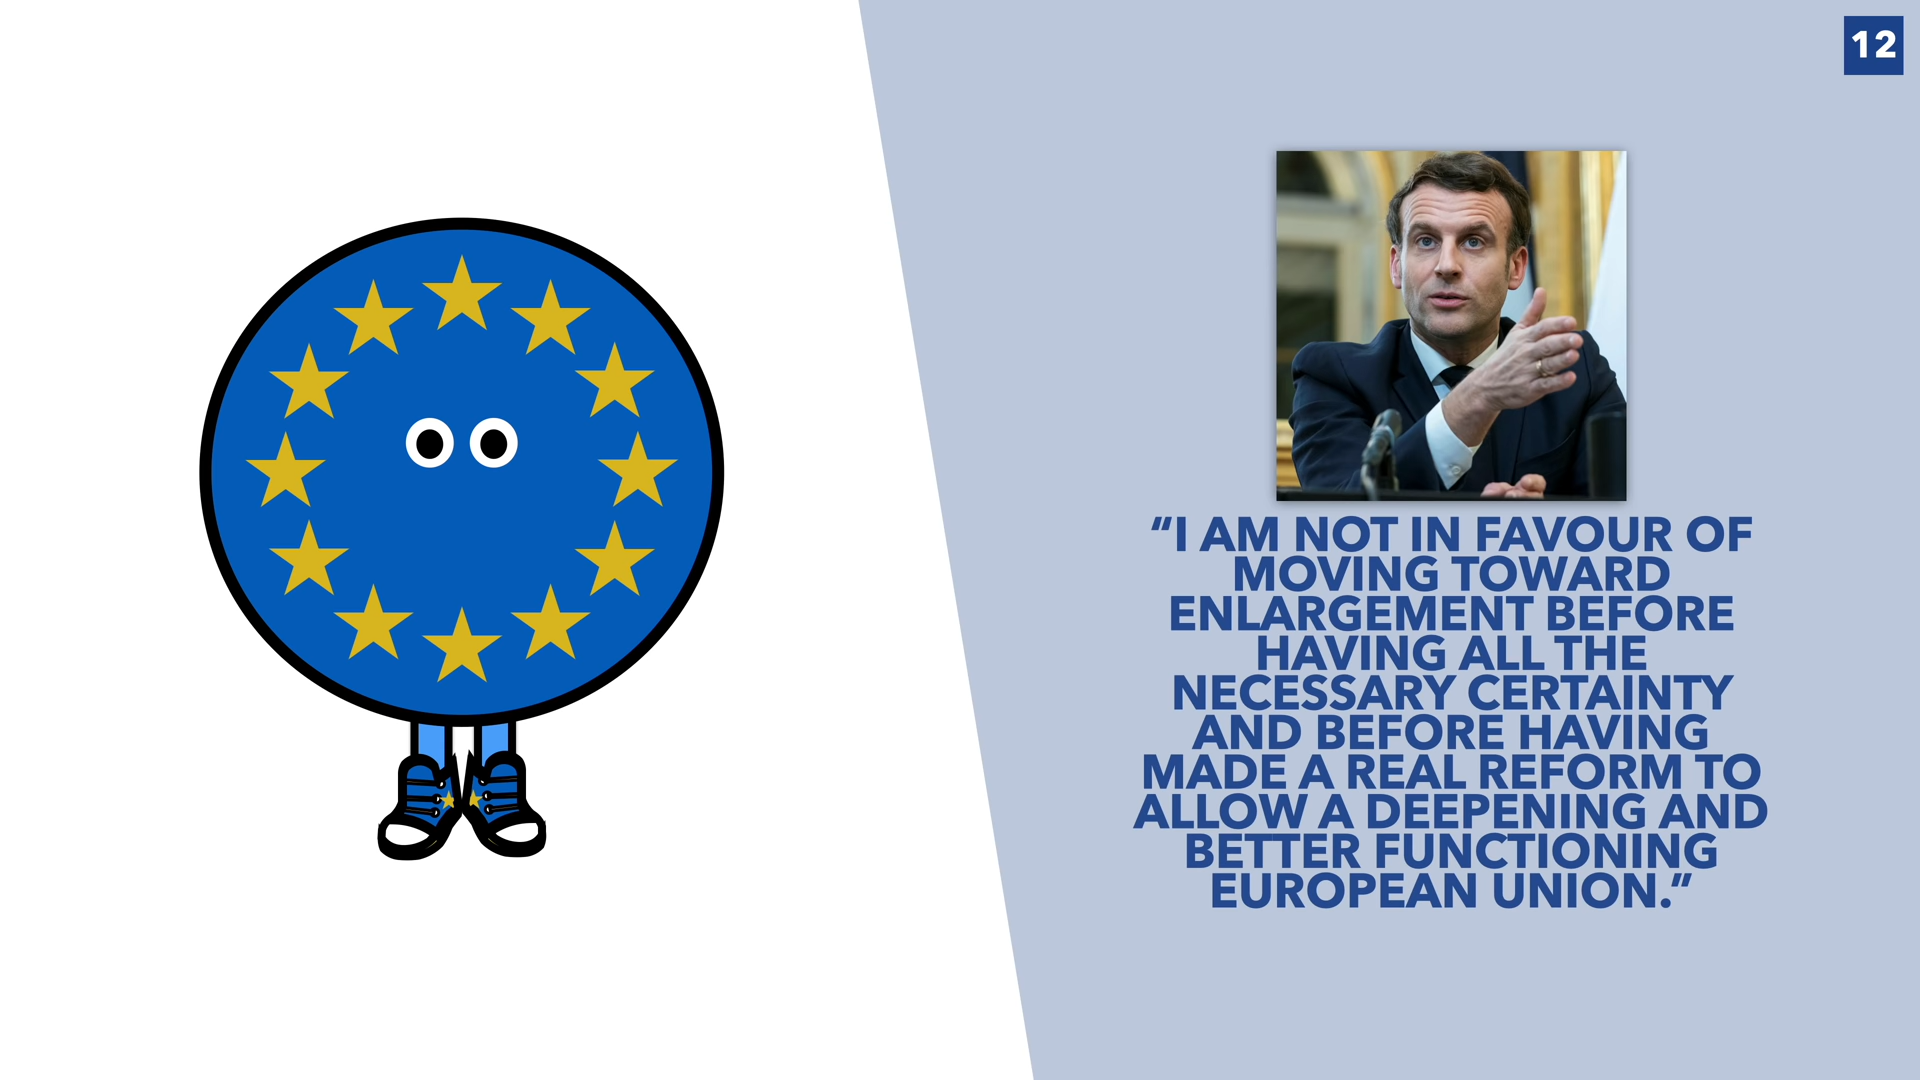 12
“I AM NOT IN FAVOUR OF
MOVING TOWARD
ENLARGEMENT BEFORE
HAVING ALL THE
NECESSARY CERTAINTY
AND BEFORE HAVING
MADE A REAL REFORM TO
ALLOW A DEEPENING AND
BETTER FUNCTIONING
EUROPEAN UNION.”